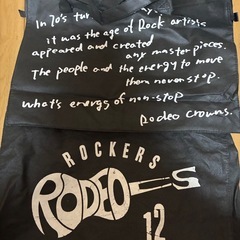 In 70's tur
it was the age of Rock artists
appeared and created
any master pieces.
The people and the energy to move
them never stop.
what's energy of non-stop
Rodeo crowns.
ROCKERS
RODEO
12